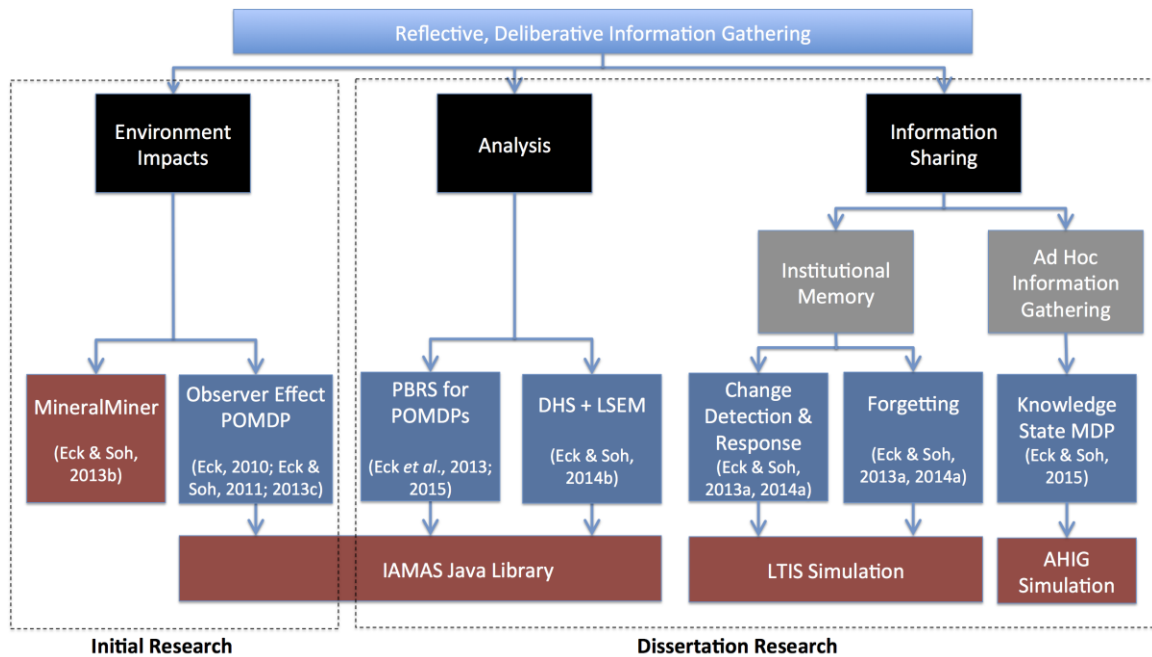 Reflective, Deliberative Information Gathering
Environment
Impacts
Analysis
Information
Sharing
Institutional
Memory
Ad Hoc
Information
Gathering
MineralMiner
(Eck & Soh,
2013b)
Observer Effect
POMDP
(Eck, 2010; Eck &
Soh, 2011; 2013c)
PBRS for
POMDPs
(Eck et al., 2013;
2015)
DHS + LSEM
(Eck & Soh,
2014b)
Change
Detection &
Response
(Eck & Soh,
2013a, 2014a)
Forgetting
(Eck & Soh,
2013a, 2014a)
Knowledge
State MDP
(Eck & Soh,
2015)
IAMAS Java Library
LTIS Simulation
AHIG
Simulation
Initial Research
Dissertation Research